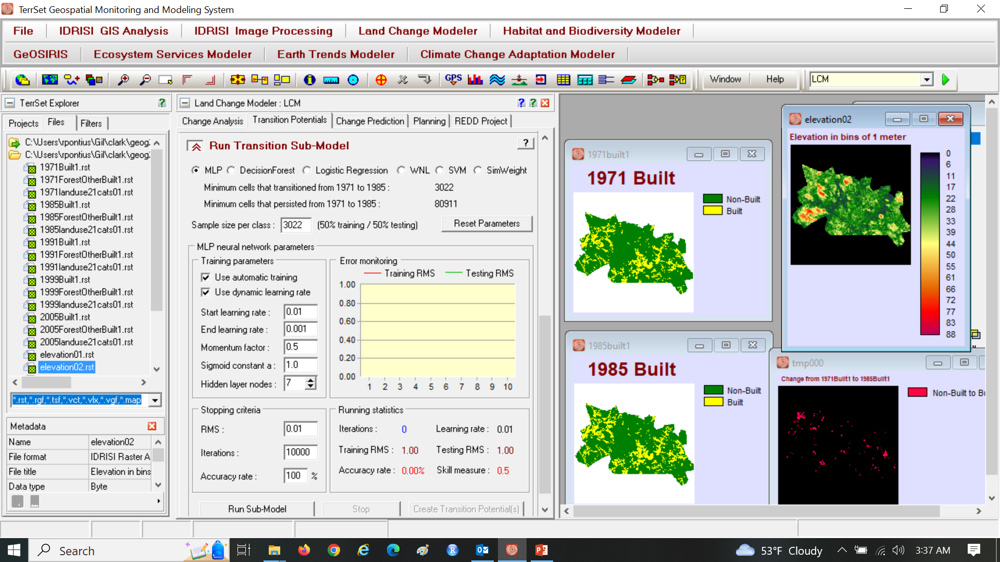 TerrSet Geospatial Monitoring and Modeling System
File IDRISI GIS Analysis IDRISI Image Processing Land Change Modeler Habitat and Biodiversity Modeler
GeOSIRIS Ecosystem Services Modeler Earth Trends Modeler Climate Change Adaptation Modeler
GPS Window Help LCM
TerrSet Explorer ?
Projects Files Filters
C:\Users\rpontius\Gil\clark\geog
C:\Users\rpontius\Gil\clark\geog
1971Built1.rst
1971ForestOtherBuilt1.rst
1971landuse21cats01.rst
1985Built1.rst
1985ForestOtherBuilt1.rst
1985landuse21cats01.rst
1991Built1.rst
1991ForestOtherBuilt1.rst
1991landuse21cats01.rst
1999Built1.rst
1999ForestOtherBuilt1.rst
1999landuse21cats01.rst
2005Built1.rst
2005ForestOtherBuilt1.rst
2005landuse21cats01.rst
elevation01.rst
elevation02.rst
*.rst,*.rgf,*.tsf,*.vct,*.vlx,*.vgf,*.map
Metadata
Name elevation02
File format IDRISI Raster A
File title Elevation in bins
Data type Byte
Land Change Modeler : LCM ? ?
Change Analysis Transition Potentials Change Prediction Planning REDD Project
Run Transition Sub-Model ?
MLP DecisionForest Logistic Regression WNL SVM SimWeight
Minimum cells that transitioned from 1971 to 1985 : 3022
Minimum cells that persisted from 1971 to 1985 : 80911
Sample size per class : 3022 (50% training / 50% testing) Reset Parameters
MLP neural network parameters
Training parameters
Use automatic training
Use dynamic learning rate
Start learning rate : 0.01
End learning rate : 0.001
Momentum factor : 0.5
Sigmoid constant a : 1.0
Hidden layer nodes : 7
Error monitoring
Training RMS Testing RMS
1.00
0.80
0.60
0.40
0.20
0.00
1 2 3 4 5 6 7 8 9 10
Stopping criteria
RMS : 0.01
Iterations : 10000
Accuracy rate : 100 %
Running statistics
Iterations : 0 Learning rate : 0.01
Training RMS : 1.00 Testing RMS : 1.00
Accuracy rate : 0.00% Skill measure : 0.5
Run Sub-Model Stop Create Transition Potential(s)
1971built1
1971 Built
Non-Built
Built
elevation02
Elevation in bins of 1 meter
0
6
11
17
22
28
33
39
44
50
55
61
66
72
77
83
88
1985built1
1985 Built
Non-Built
Built
tmp000
Change from 1971Built1 to 1985Built1
Non-Built to Bu
Search 53°F Cloudy 3:37 AM